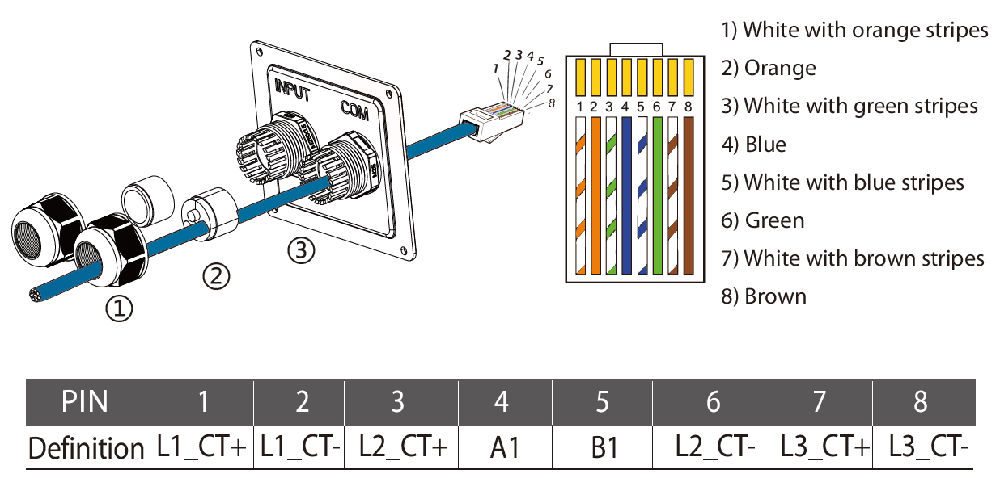 1) White with orange stripes
2) Orange
3) White with green stripes
4) Blue
5) White with blue stripes
6) Green
7) White with brown stripes
8) Brown
INPUT
COM
1 2 3 4 5 6 7 8
1 2 3 4 5 6 7 8
①
②
③
PIN 1 2 3 4 5 6 7 8
Definition L1_CT+ L1_CT- L2_CT+ A1 B1 L2_CT- L3_CT+ L3_CT-